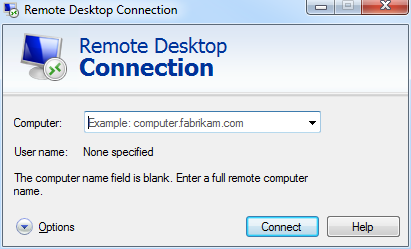 Remote Desktop Connection
Remote Desktop
Connection
Computer: Example: computer.fabrikam.com
User name: None specified
The computer name field is blank. Enter a full remote computer
name.
Options Connect Help